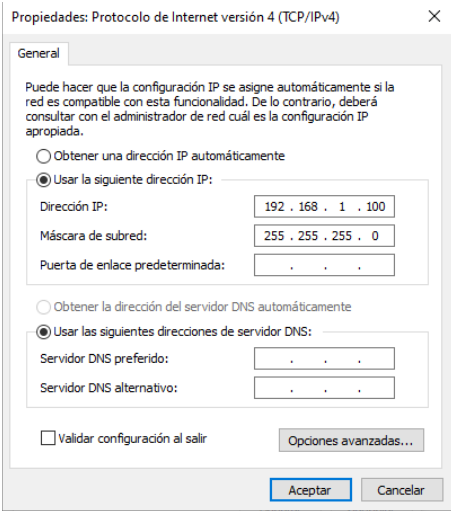 Propiedades: Protocolo de Internet versión 4 (TCP/IPv4)
General
Puede hacer que la configuración IP se asigne automáticamente si la
red es compatible con esta funcionalidad. De lo contrario, deberá
consultar con el administrador de red cuál es la configuración IP
apropiada.
Obtener una dirección IP automáticamente
Usar la siguiente dirección IP:
Dirección IP: 192 . 168 . 1 . 100
Máscara de subred: 255 . 255 . 255 . 0
Puerta de enlace predeterminada: . . .
Obtener la dirección del servidor DNS automáticamente
Usar las siguientes direcciones de servidor DNS:
Servidor DNS preferido: . . .
Servidor DNS alternativo: . . .
Validar configuración al salir
Opciones avanzadas...
Aceptar Cancelar